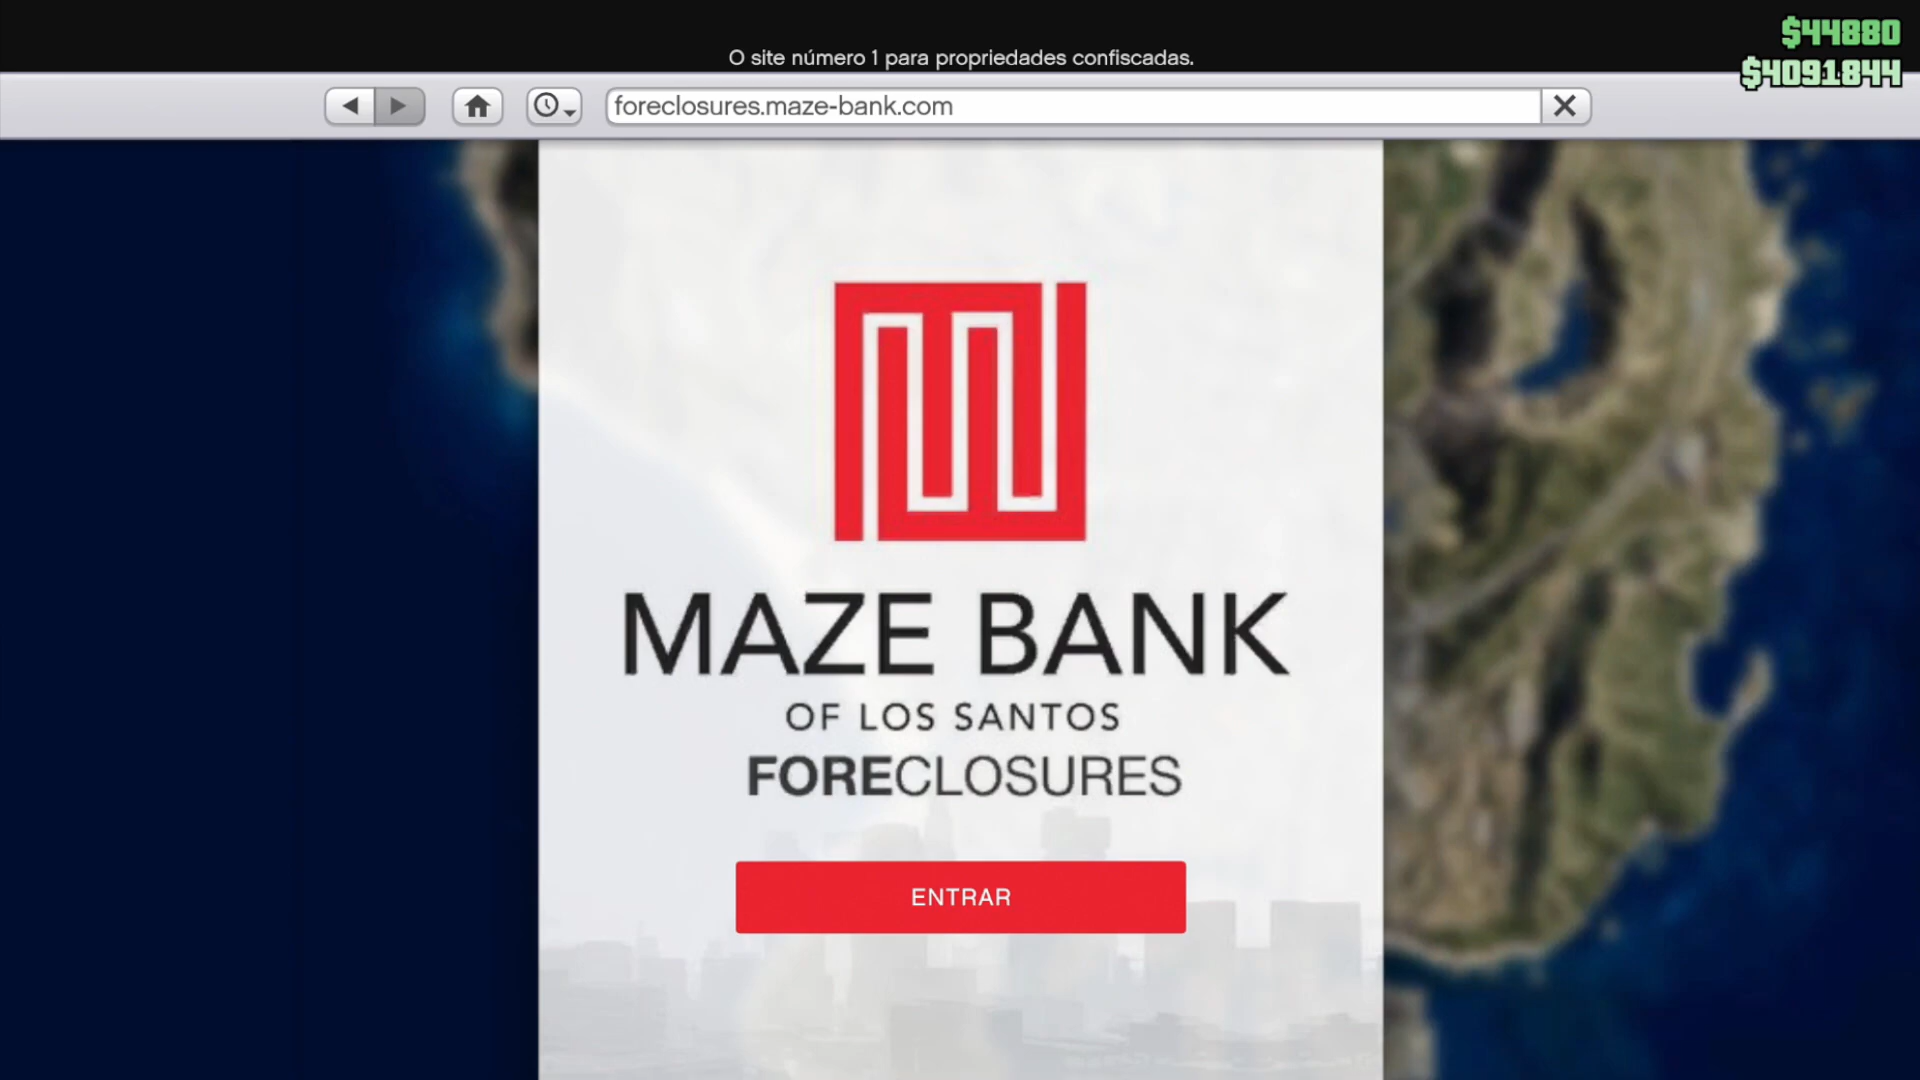 $44880
O site número 1 para propriedades confiscadas.
$4091844
foreclosures.maze-bank.com
MAZE BANK
OF LOS SANTOS
FORECLOSURES
ENTRAR